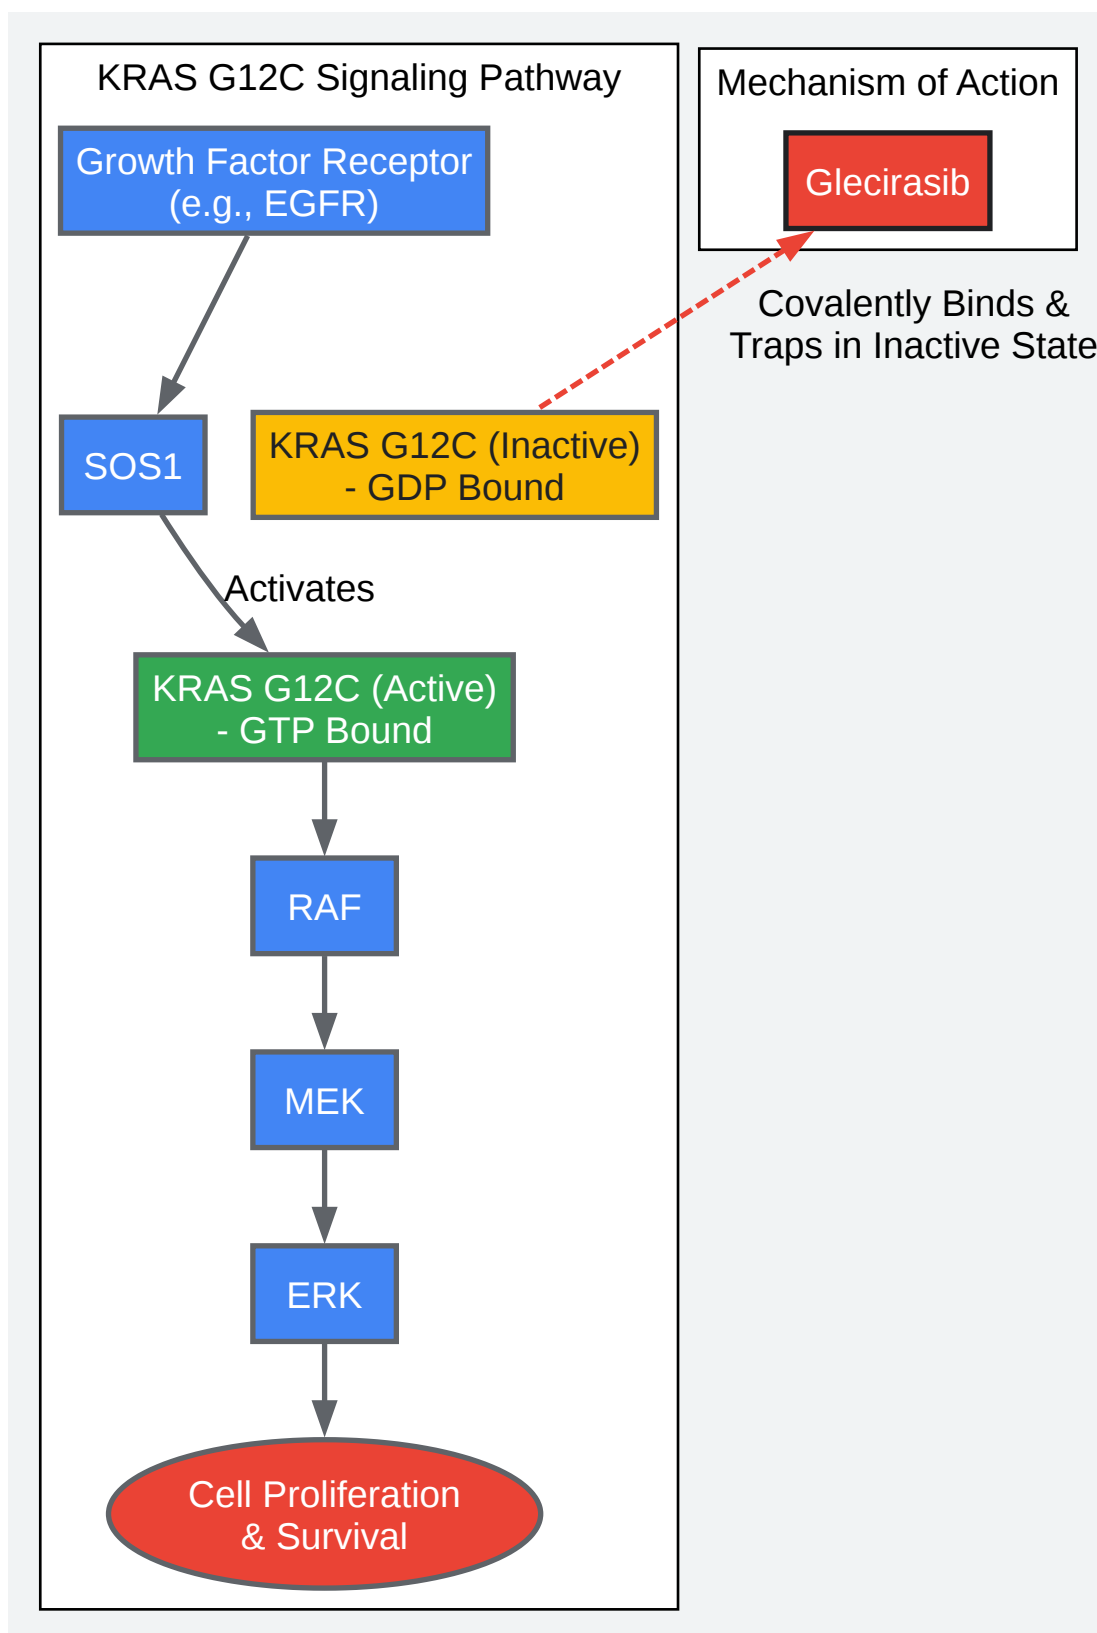 KRAS G12C Signaling Pathway
Growth Factor Receptor
(e.g., EGFR)
Mechanism of Action
Glecirasib
Covalently Binds &
Traps in Inactive State
SOS1
KRAS G12C (Inactive)
- GDP Bound
Activates
KRAS G12C (Active)
- GTP Bound
RAF
MEK
ERK
Cell Proliferation
& Survival